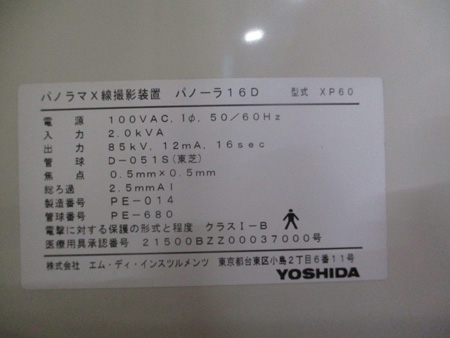 パノラマX線撮影装置 パノーラ16D 型式 XP60
電源 100VAC, 1φ, 50/60Hz
入力 2.0kVA
出力 85kV, 12mA, 16sec
管球 D-051S(東芝)
焦点 0.5mm×0.5mm
総ろ過 2.5mmAl
製造番号 PE-014
管球番号 PE-680
電撃に対する保護の形式と程度 クラスI-B
医療用具承認番号 21500BZZ00037000号
株式会社 エム・ディ・インスツルメンツ 東京都台東区小島2丁目6番11号
YOSHIDA